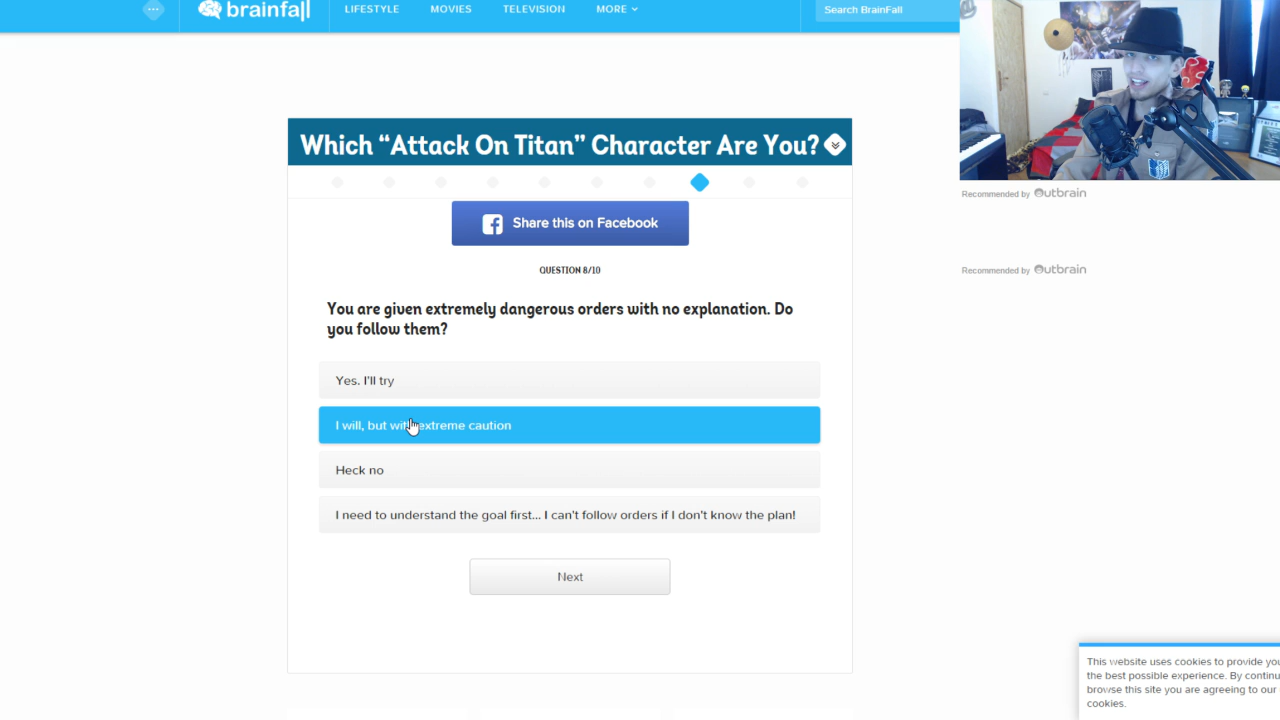 brainfall
LIFESTYLE
MOVIES
TELEVISION
MORE
Search BrainFall
Which “Attack On Titan” Character Are You?
Share this on Facebook
QUESTION 8/10
You are given extremely dangerous orders with no explanation. Do
you follow them?
Yes. I'll try
I will, but with extreme caution
Heck no
I need to understand the goal first... I can't follow orders if I don't know the plan!
Next
Recommended by Outbrain
Recommended by Outbrain
This website uses cookies to provide you
the best possible experience. By continu
browse this site you are agreeing to our
cookies.